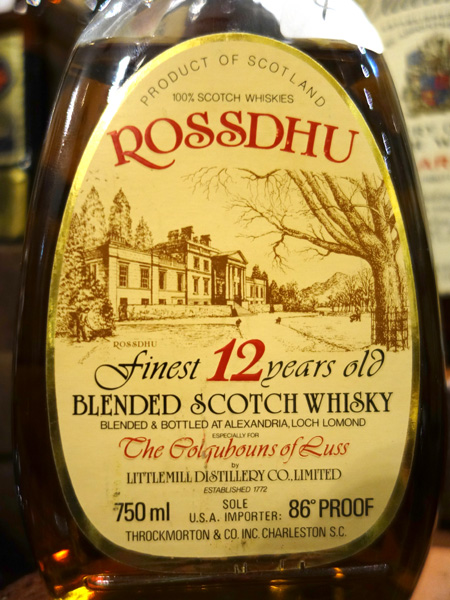 PRODUCT OF SCOTLAND
100% SCOTCH WHISKIES
ROSSDHU
ROSSDHU
Finest 12 years old
BLENDED SCOTCH WHISKY
BLENDED & BOTTLED AT ALEXANDRIA, LOCH LOMOND
ESPECIALLY FOR
The Colquhouns of Luss
by
LITTLEMILL DISTILLERY CO., LIMITED
ESTABLISHED 1772
750 ml SOLE U.S.A. IMPORTER: 86° PROOF
THROCKMORTON & CO. INC CHARLESTON S.C.